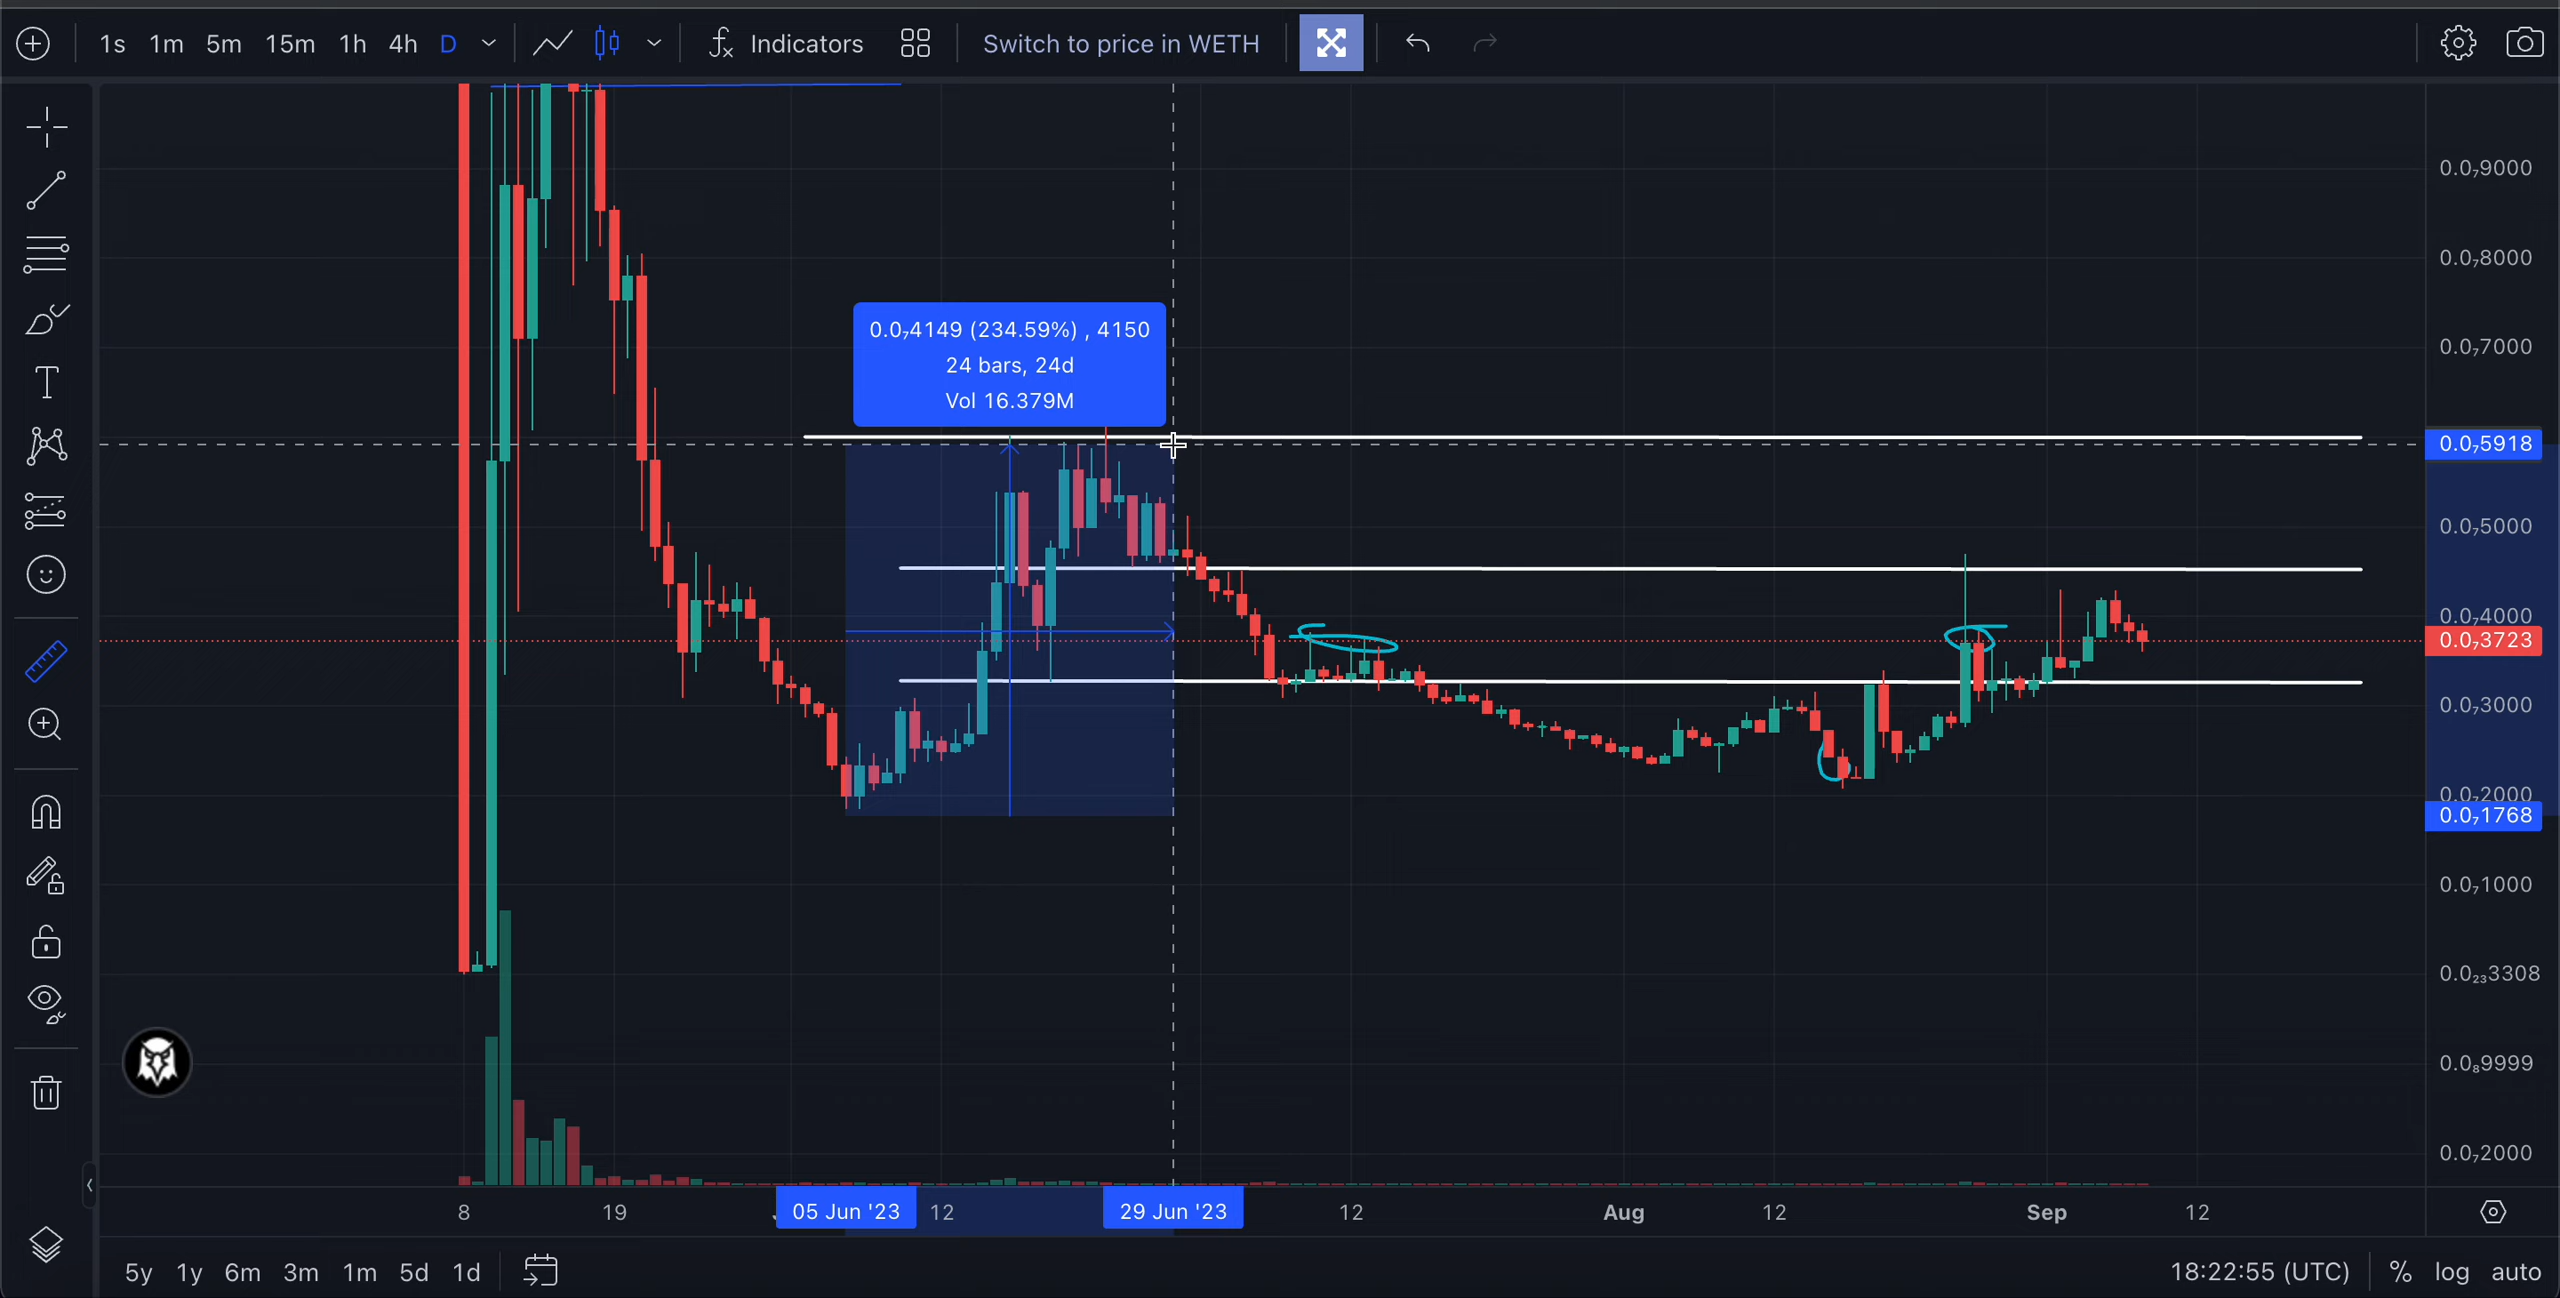 1s 1m 5m 15m 1h 4h D Indicators Switch to price in WETH
0.0₇9000
0.0₇8000
0.0₇4149 (234.59%) , 4150
24 bars, 24d
Vol 16.379M
0.0₇7000
0.0₇5918
0.0₇5000
0.0₇4000
0.0₇3723
0.0₇3000
0.0₇2000
0.0₇1768
0.0₇1000
0.0₂₃3308
0.0₈9999
0.0₇2000
8 19 05 Jun '23 12 29 Jun '23 12 Aug 12 Sep 12
5y 1y 6m 3m 1m 5d 1d 18:22:55 (UTC) % log auto